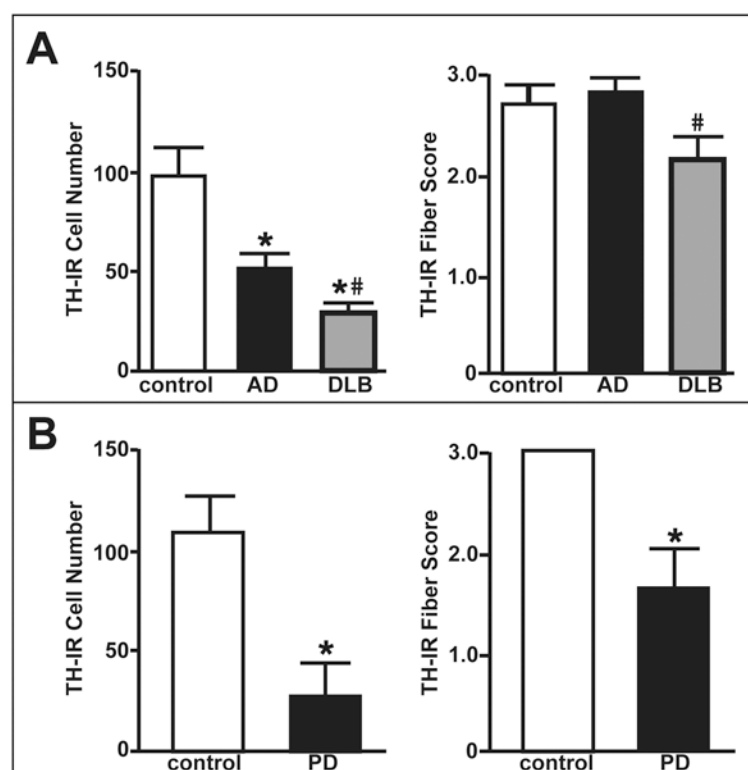 A
TH-IR Cell Number
150
100
50
0
*
*#
control AD DLB
TH-IR Fiber Score
3.0
2.0
1.0
0
#
control AD DLB
B
TH-IR Cell Number
150
100
50
0
*
control PD
TH-IR Fiber Score
3.0
2.0
1.0
0
*
control PD